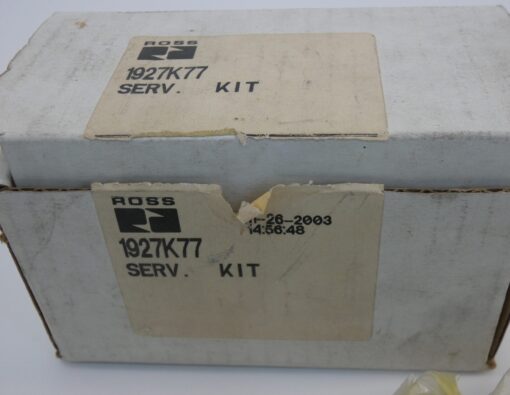 ROSS
1927K77
SERV. KIT
ROSS
-26-2003
14:56:48
1927K77
SERV. KIT